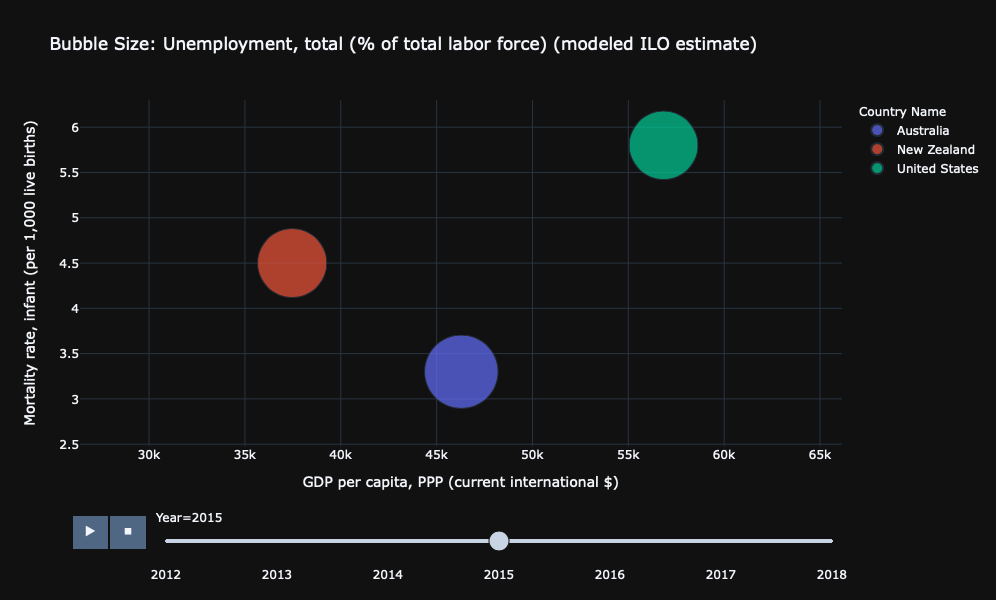 Bubble Size: Unemployment, total (% of total labor force) (modeled ILO estimate)
Mortality rate, infant (per 1,000 live births)
6
5.5
5
4.5
4
3.5
3
2.5
30k 35k 40k 45k 50k 55k 60k 65k
GDP per capita, PPP (current international $)
Country Name
Australia
New Zealand
United States
Year=2015
2012 2013 2014 2015 2016 2017 2018